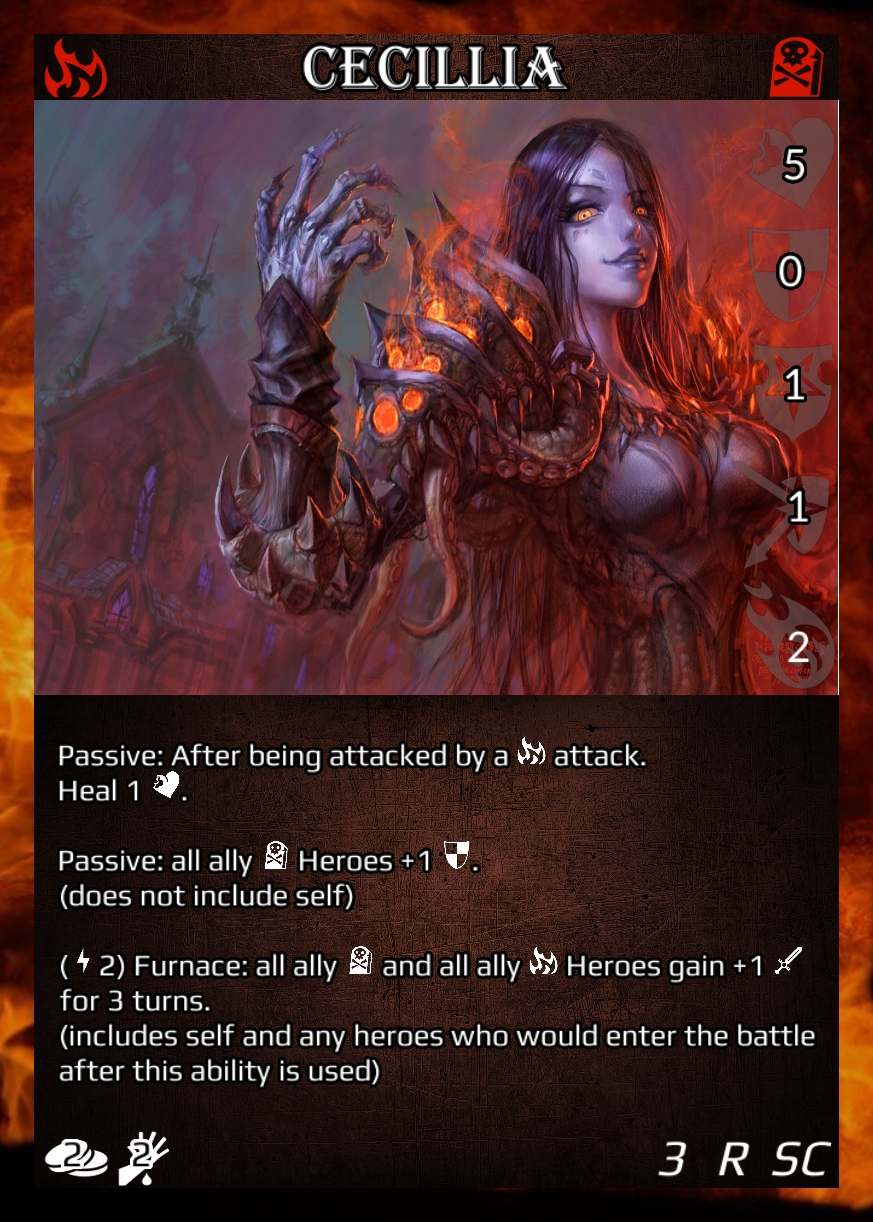 CECILLIA
5
0
1
1
2
Passive: After being attacked by a attack.
Heal 1 .
Passive: all ally Heroes +1 .
(does not include self)
( 2) Furnace: all ally and all ally Heroes gain +1
for 3 turns.
(includes self and any heroes who would enter the battle
after this ability is used)
2 2 3 R SC